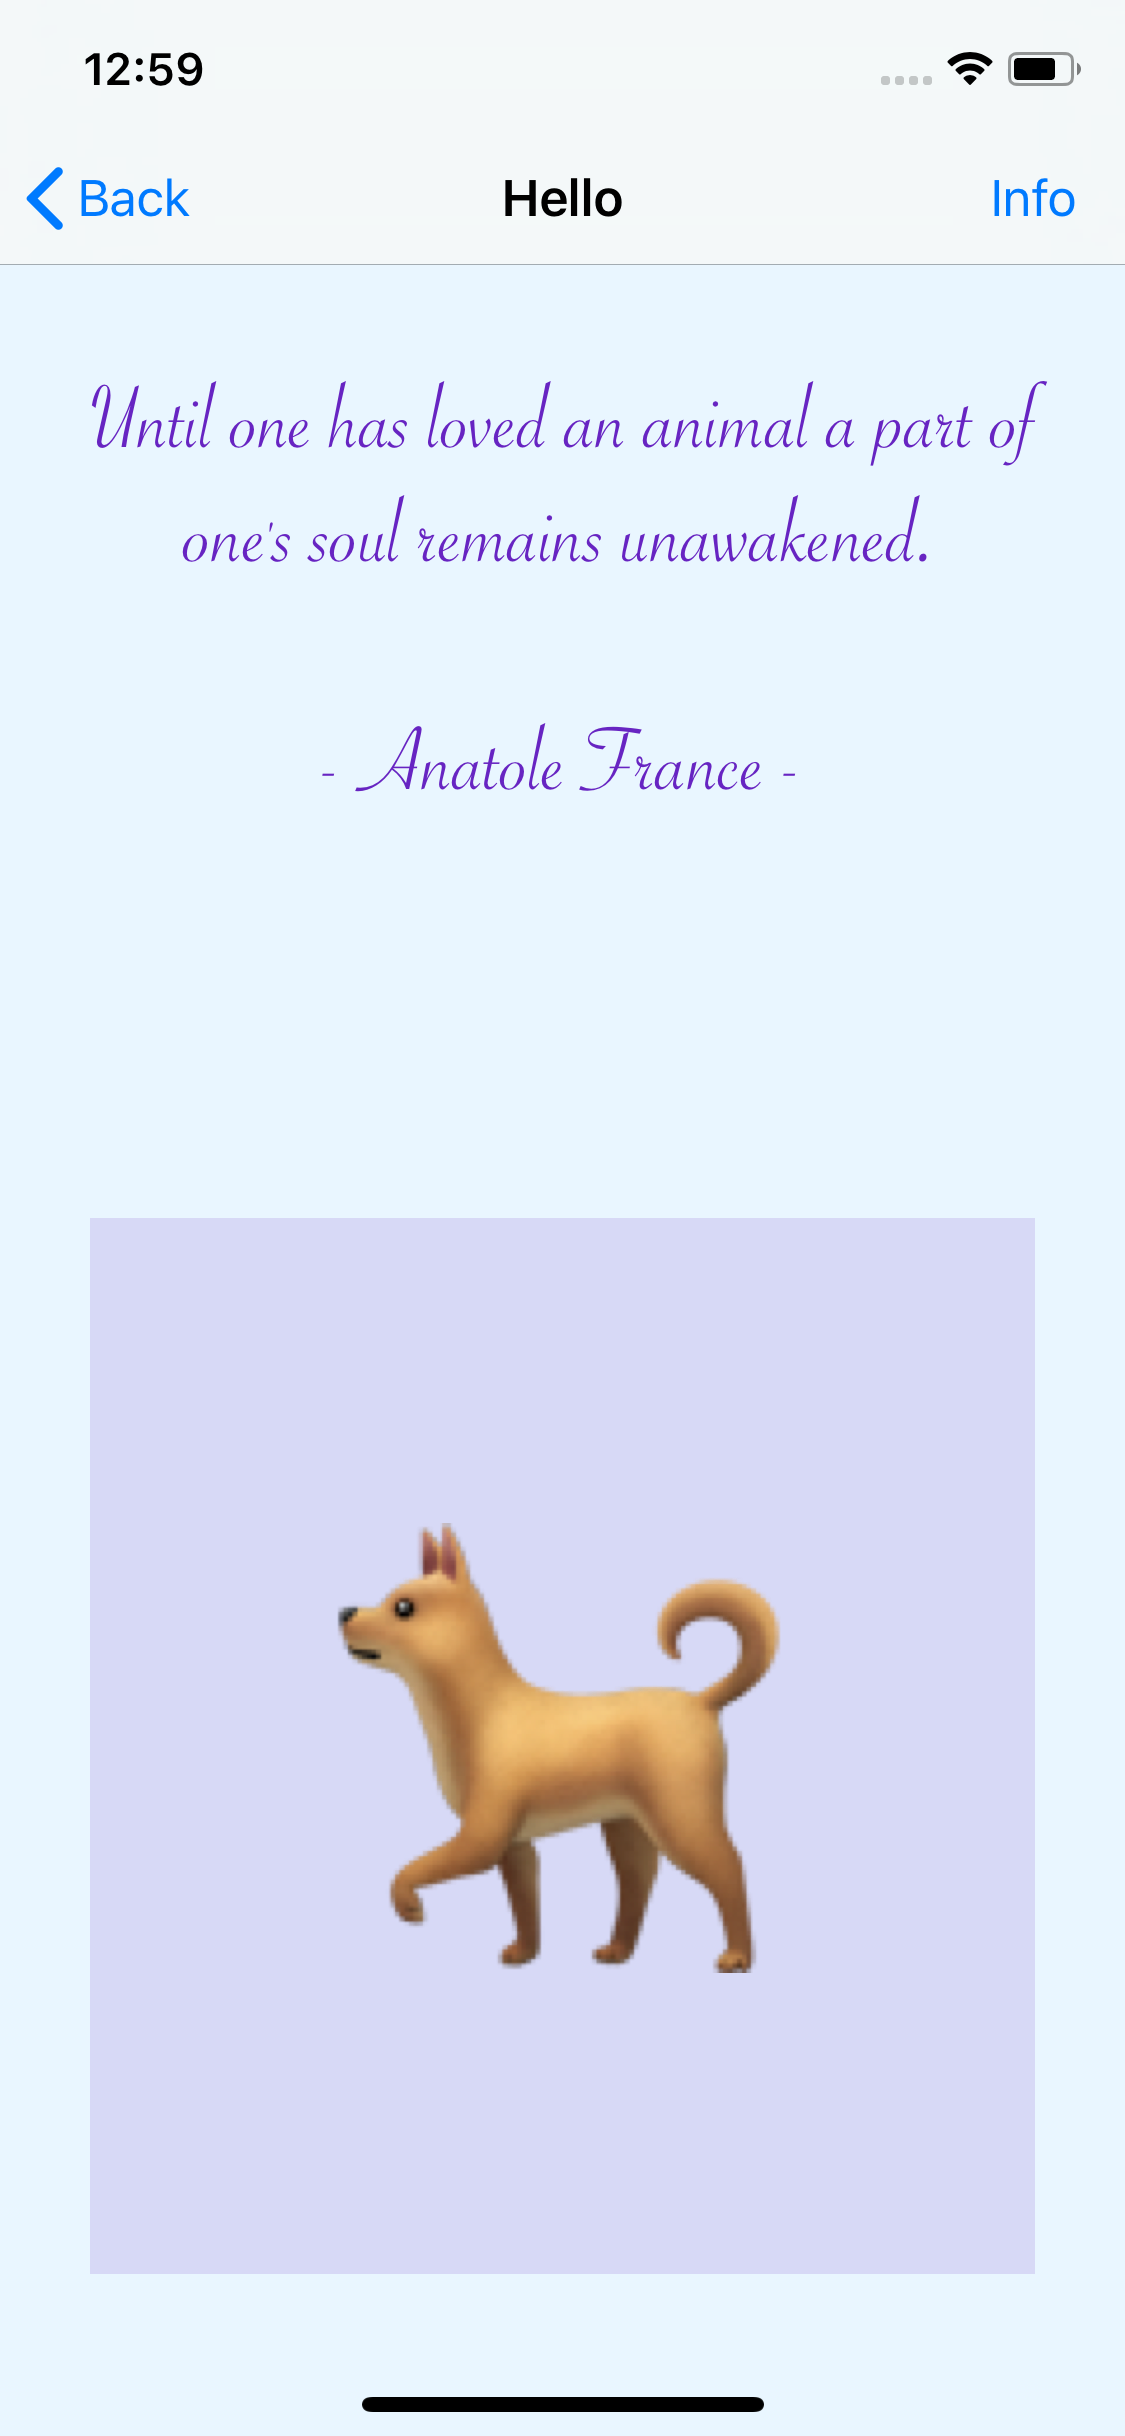 12:59
Back Hello Info
Until one has loved an animal a part of
one's soul remains unawakened.
- Anatole France -